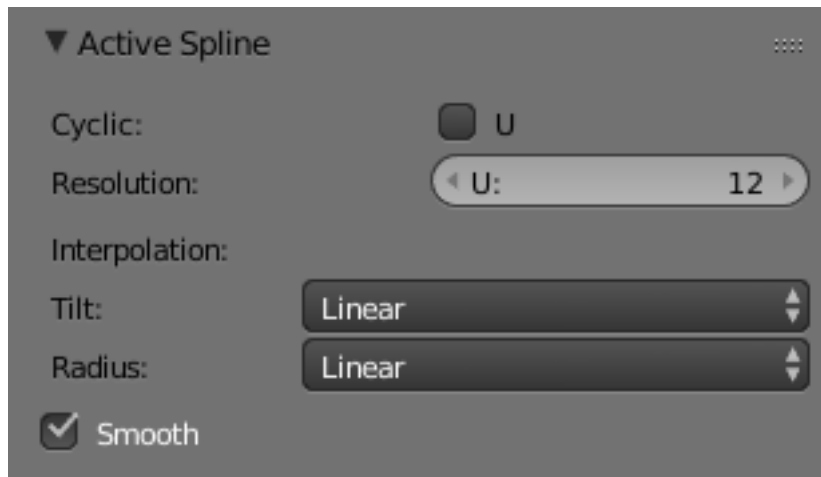 Active Spline
Cyclic: U
Resolution: U: 12
Interpolation:
Tilt: Linear
Radius: Linear
Smooth